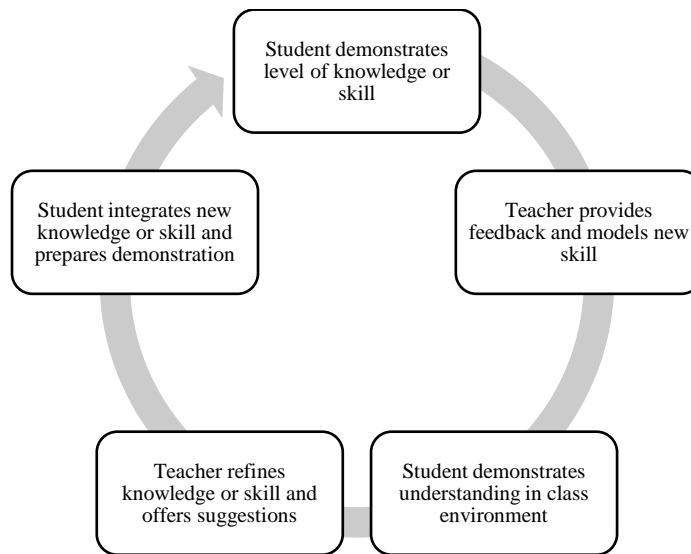 Student demonstrates
level of knowledge or
skill
Teacher provides
feedback and models new
skill
Student demonstrates
understanding in class
environment
Teacher refines
knowledge or skill and
offers suggestions
Student integrates new
knowledge or skill and
prepares demonstration